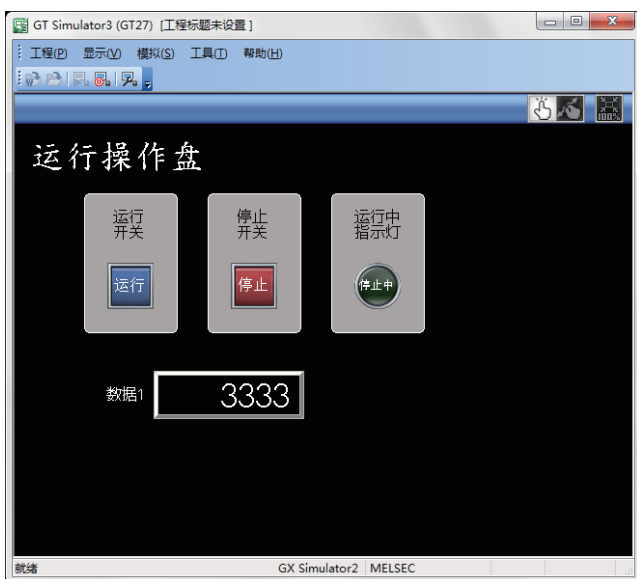 GT Simulator3 (GT27) [工程标题未设置 ]
工程(P) 显示(V) 模拟(S) 工具(T) 帮助(H)
100%
运行操作盘
运行
开关
停止
开关
运行中
指示灯
运行
停止
停止中
数据1
3333
就绪
GX Simulator2
MELSEC